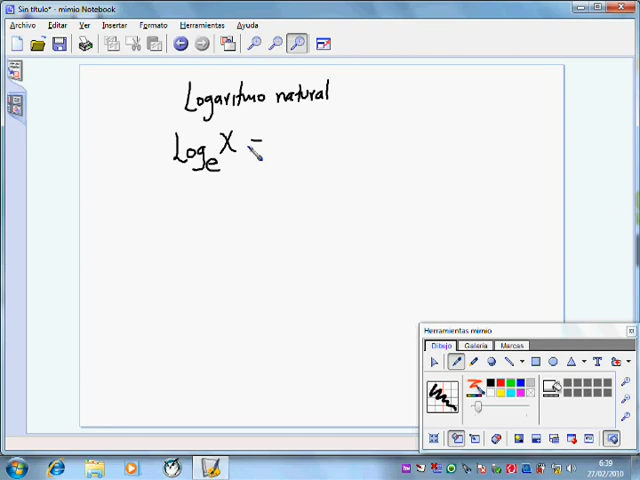 Sin título* - mimio Notebook
Archivo Editar Ver Insertar Formato Herramientas Ayuda
Logaritmo natural
Loge X =
Herramientas mimio
Dibujo Galería Marcas
T
6:39
27/02/2010